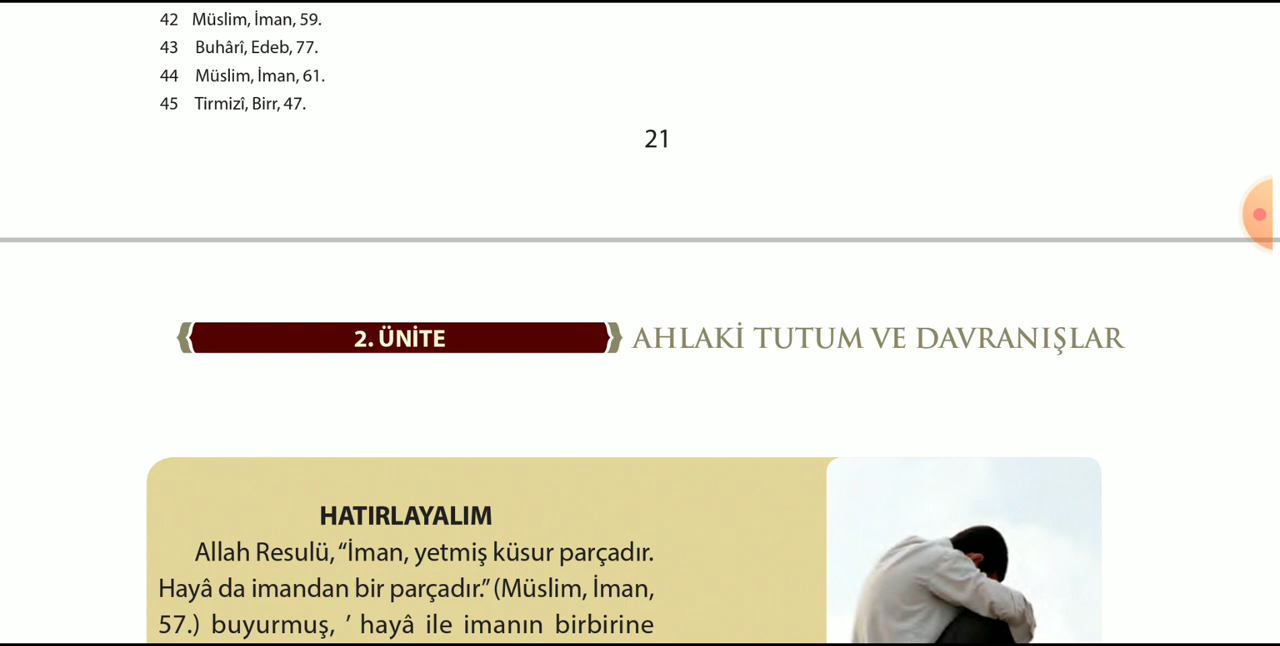 42 Müslim, İman, 59.
43 Buhârî, Edeb, 77.
44 Müslim, İman, 61.
45 Tirmizî, Birr, 47.
21
2. ÜNİTE AHLAKİ TUTUM VE DAVRANIŞLAR
HATIRLAYALIM
Allah Resulü, “İman, yetmiş küsur parçadır.
Hayâ da imandan bir parçadır.” (Müslim, İman,
57.) buyurmuş, ’ hayâ ile imanın birbirine